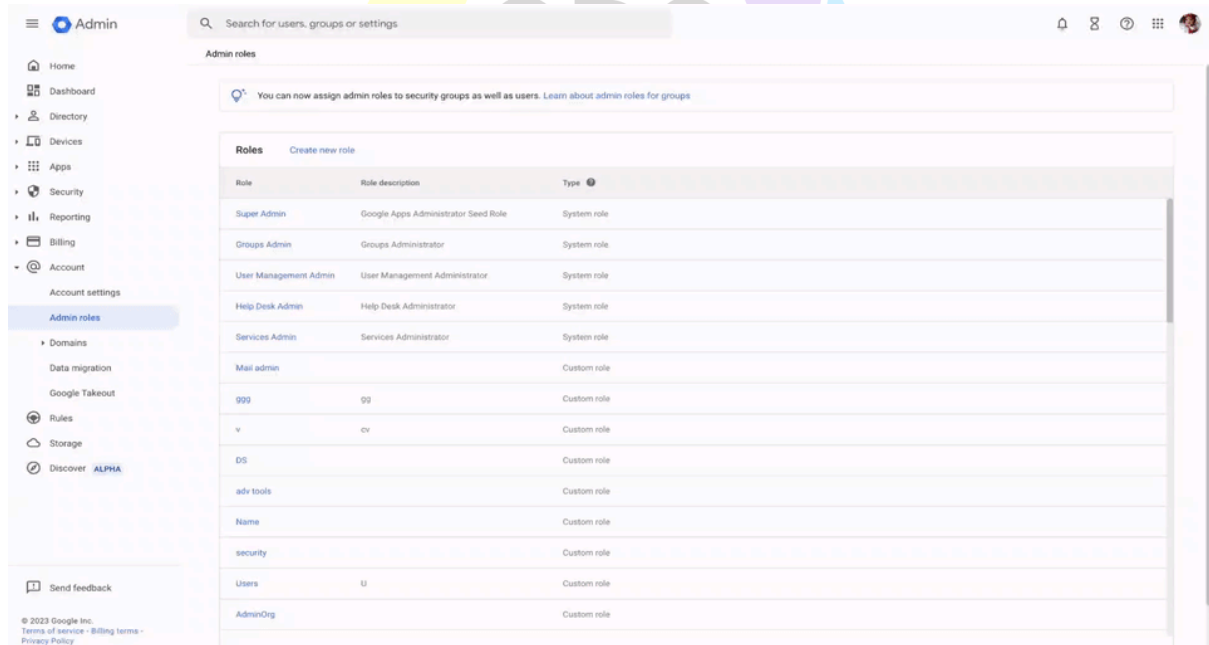 Admin
Search for users, groups or settings
Admin roles
Home
Dashboard
Directory
Devices
Apps
Security
Reporting
Billing
Account
Account settings
Admin roles
Domains
Data migration
Google Takeout
Rules
Storage
Discover ALPHA
Send feedback
© 2023 Google Inc.
Terms of service - Billing terms -
Privacy Policy
You can now assign admin roles to security groups as well as users. Learn about admin roles for groups
Roles Create new role
Role Role description Type
Super Admin Google Apps Administrator Seed Role System role
Groups Admin Groups Administrator System role
User Management Admin User Management Administrator System role
Help Desk Admin Help Desk Administrator System role
Services Admin Services Administrator System role
Mail admin Custom role
ggg gg Custom role
v cv Custom role
DS Custom role
adv tools Custom role
Name Custom role
security Custom role
Users U Custom role
AdminOrg Custom role